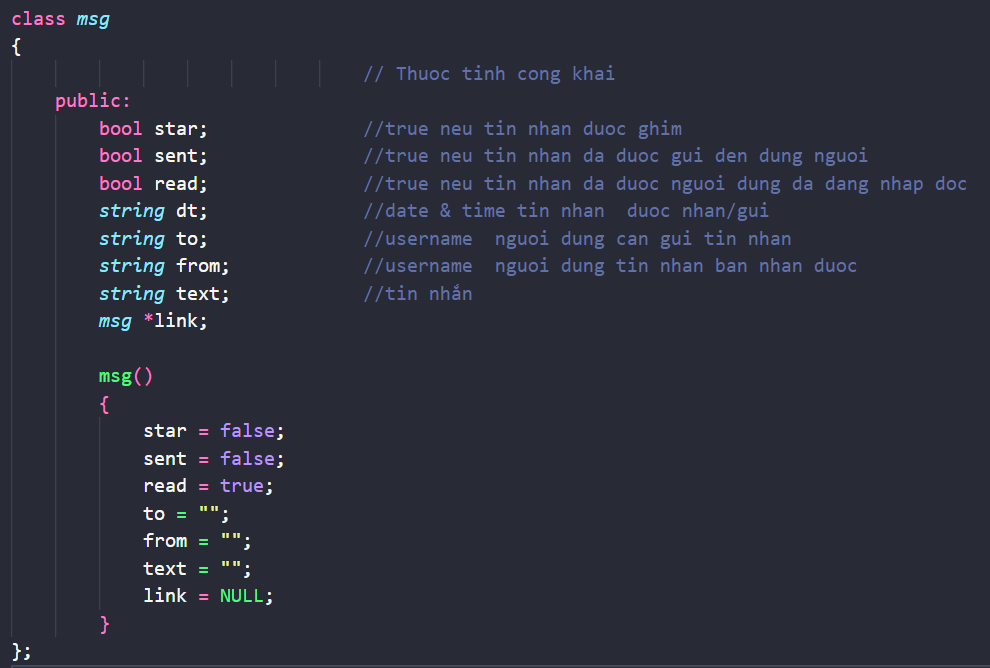 class msg
{
// Thuoc tinh cong khai
public:
bool star; //true neu tin nhan duoc ghim
bool sent; //true neu tin nhan da duoc gui den dung nguoi
bool read; //true neu tin nhan da duoc nguoi dung da dang nhap doc
string dt; //date & time tin nhan  duoc nhan/gui
string to; //username  nguoi dung can gui tin nhan
string from; //username  nguoi dung tin nhan ban nhan duoc
string text; //tin nhắn
msg *link;
msg()
{
star = false;
sent = false;
read = true;
to = "";
from = "";
text = "";
link = NULL;
}
};